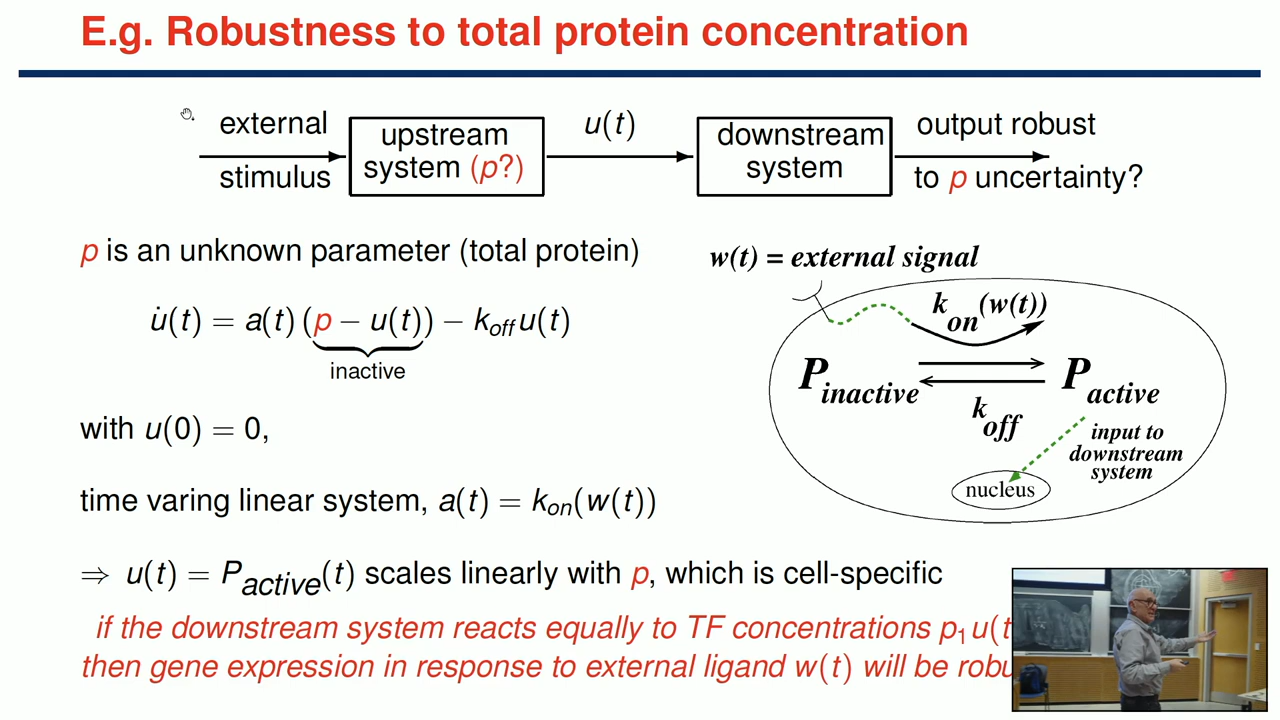 E.g. Robustness to total protein concentration
external
stimulus
upstream
system (p?)
u(t)
downstream
system
output robust
to p uncertainty?
p is an unknown parameter (total protein)
u̇(t) = a(t) (p − u(t)) − k_off u(t)
inactive
with u(0) = 0,
time varing linear system, a(t) = k_on(w(t))
⇒ u(t) = P_active(t) scales linearly with p, which is cell-specific
if the downstream system reacts equally to TF concentrations p₁u(t
then gene expression in response to external ligand w(t) will be robu
w(t) = external signal
k_on(w(t))
P_inactive
P_active
k_off
input to
downstream
system
nucleus